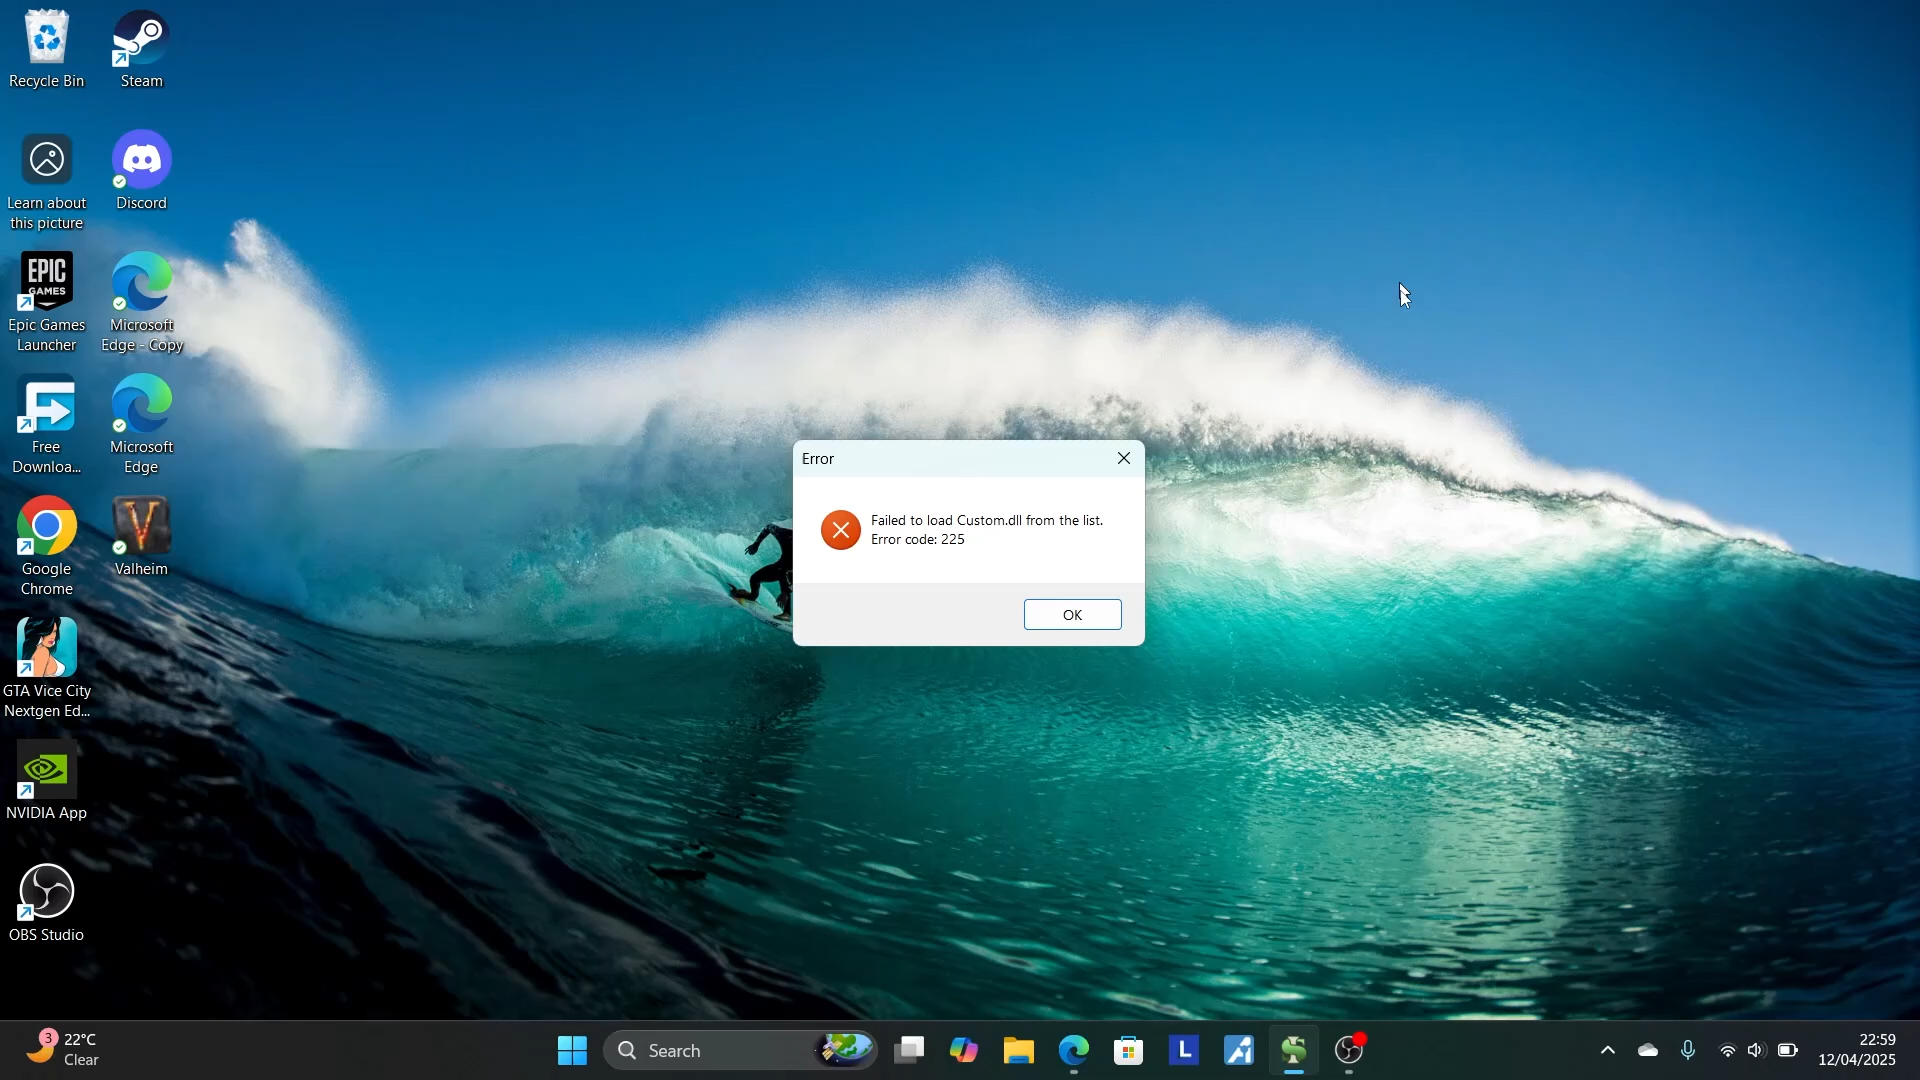 Recycle Bin
Steam
Learn about
this picture
Discord
EPIC
GAMES
Epic Games
Launcher
Microsoft
Edge - Copy
Free
Downloa...
Microsoft
Edge
Google
Chrome
V
Valheim
GTA Vice City
Nextgen Ed...
NVIDIA App
OBS Studio
Error
Failed to load Custom.dll from the list.
Error code: 225
OK
3
22°C
Clear
Search
L
22:59
12/04/2025